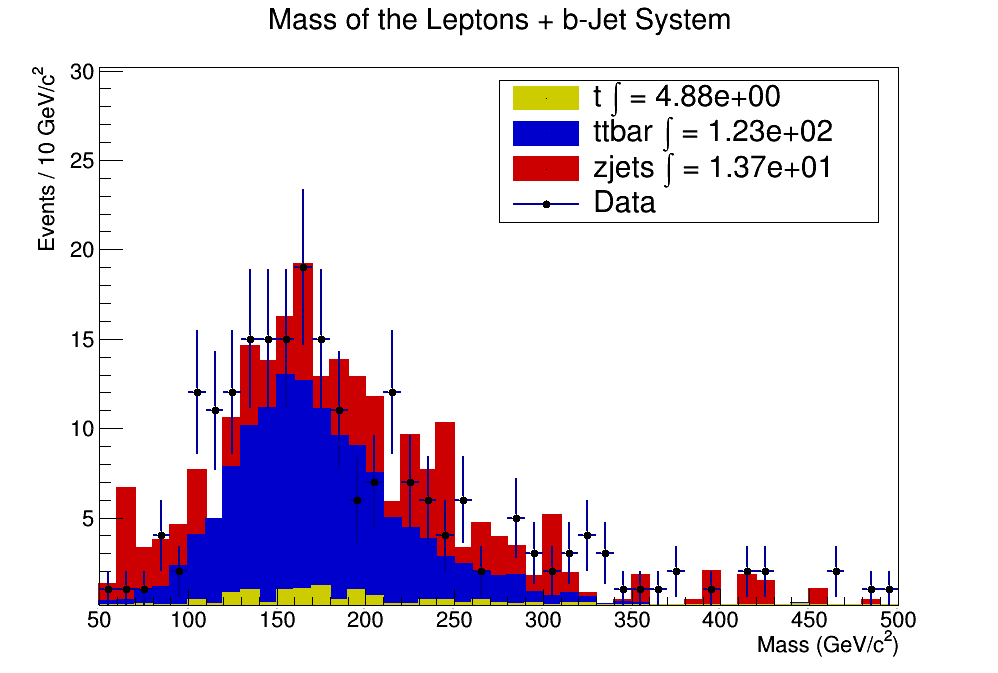 Mass of the Leptons + b-Jet System
Events / 10 GeV/c²
30
25
20
15
10
5
t ∫ = 4.88e+00
ttbar ∫ = 1.23e+02
zjets ∫ = 1.37e+01
Data
50 100 150 200 250 300 350 400 450 500
Mass (GeV/c²)